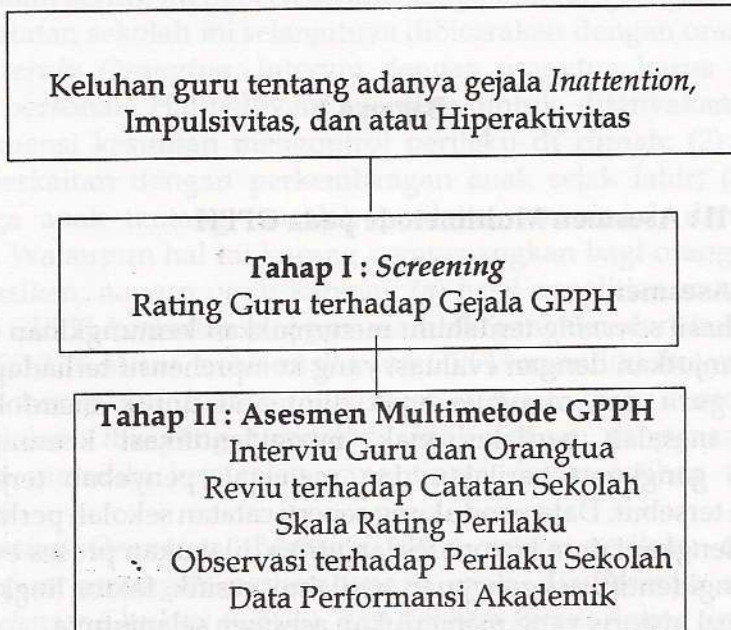 Keluhan guru tentang adanya gejala Inattention,
Impulsivitas, dan atau Hiperaktivitas
Tahap I : Screening
Rating Guru terhadap Gejala GPPH
Tahap II : Asesmen Multimetode GPPH
Interviu Guru dan Orangtua
Reviu terhadap Catatan Sekolah
Skala Rating Perilaku
Observasi terhadap Perilaku Sekolah
Data Performansi Akademik